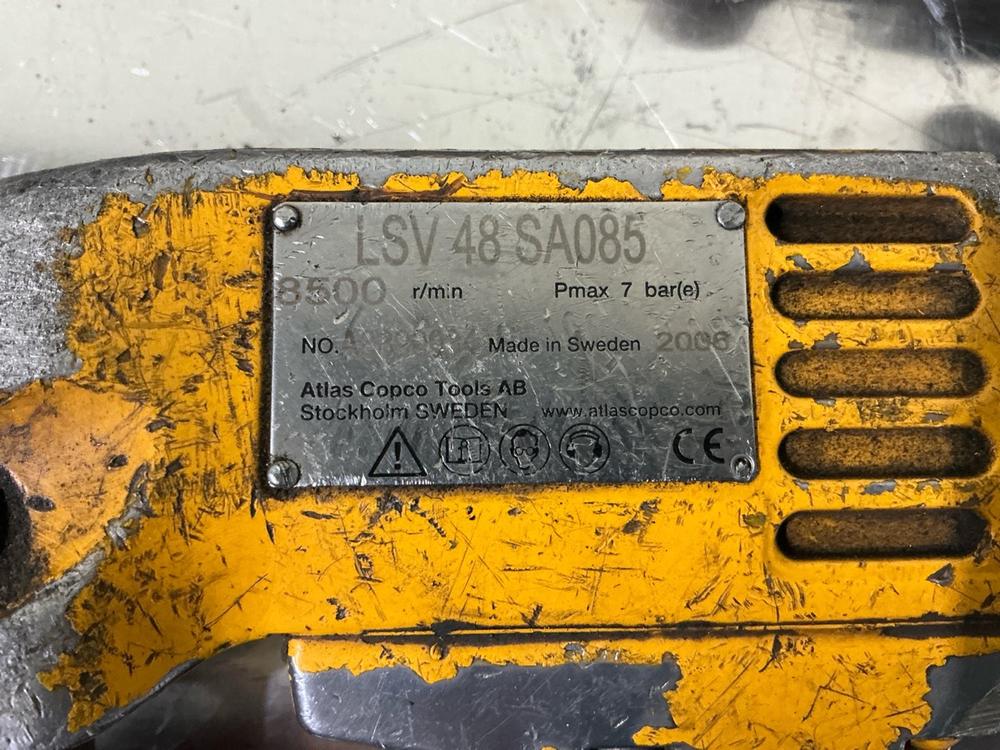 LSV 48 SA085
8500 r/min Pmax 7 bar(e)
NO. Made in Sweden
Atlas Copco Tools AB
Stockholm SWEDEN www.atlascopco.com
CE